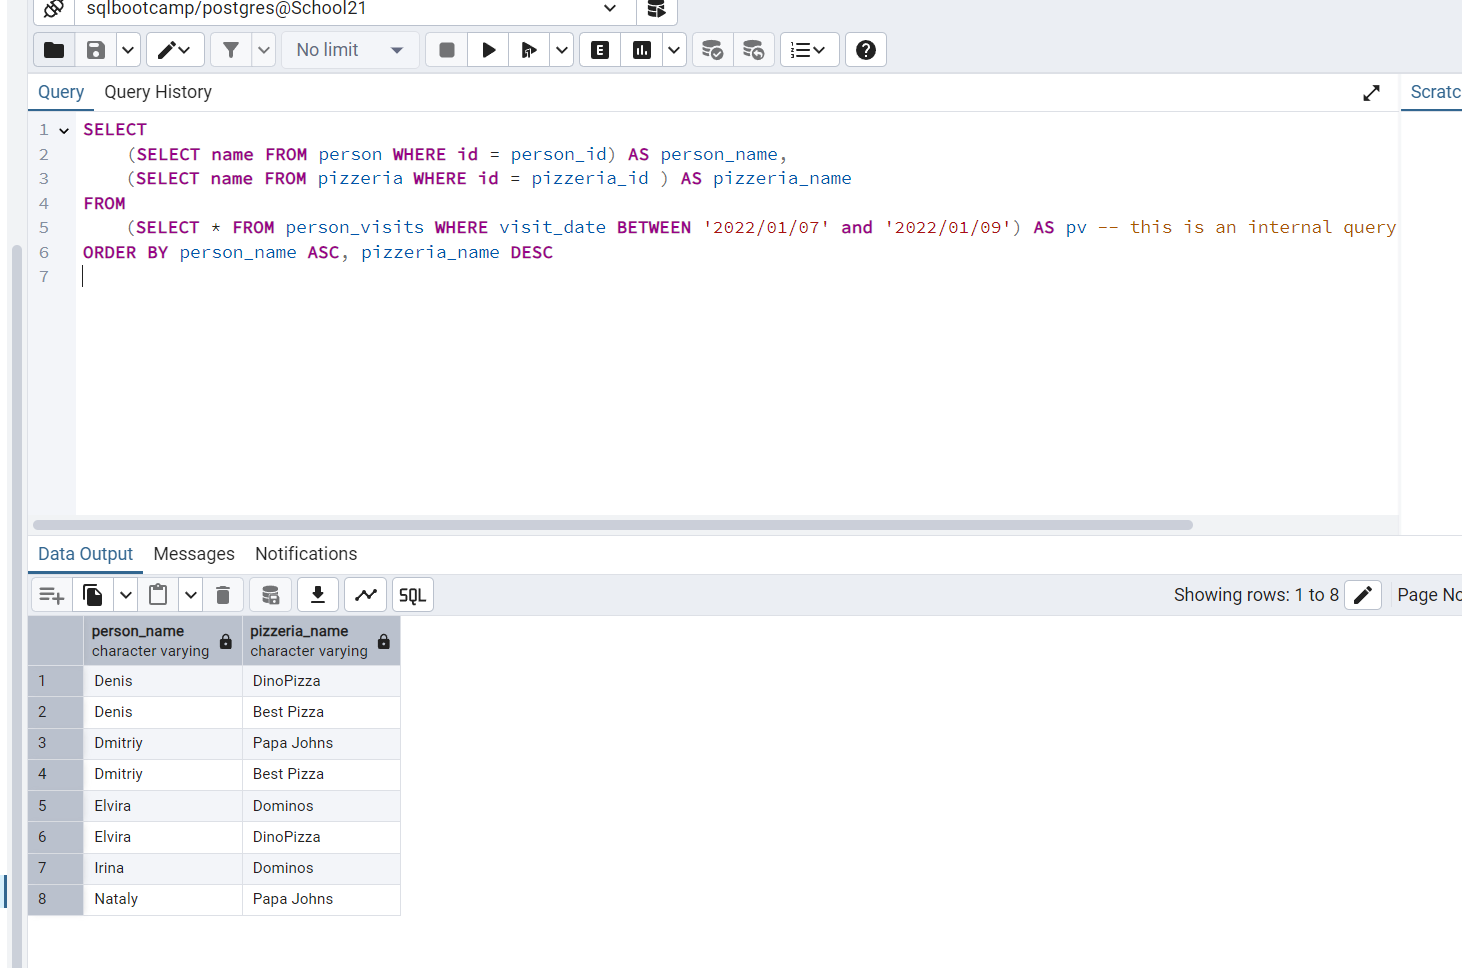 sqlbootcamp/postgres@School21
No limit
E
Query
Query History
Scratc
1 SELECT
2 (SELECT name FROM person WHERE id = person_id) AS person_name,
3 (SELECT name FROM pizzeria WHERE id = pizzeria_id ) AS pizzeria_name
4 FROM
5 (SELECT * FROM person_visits WHERE visit_date BETWEEN '2022/01/07' and '2022/01/09') AS pv -- this is an internal query
6 ORDER BY person_name ASC, pizzeria_name DESC
7
Data Output
Messages
Notifications
SQL
Showing rows: 1 to 8
Page No
person_name pizzeria_name
character varying character varying
1 Denis DinoPizza
2 Denis Best Pizza
3 Dmitriy Papa Johns
4 Dmitriy Best Pizza
5 Elvira Dominos
6 Elvira DinoPizza
7 Irina Dominos
8 Nataly Papa Johns